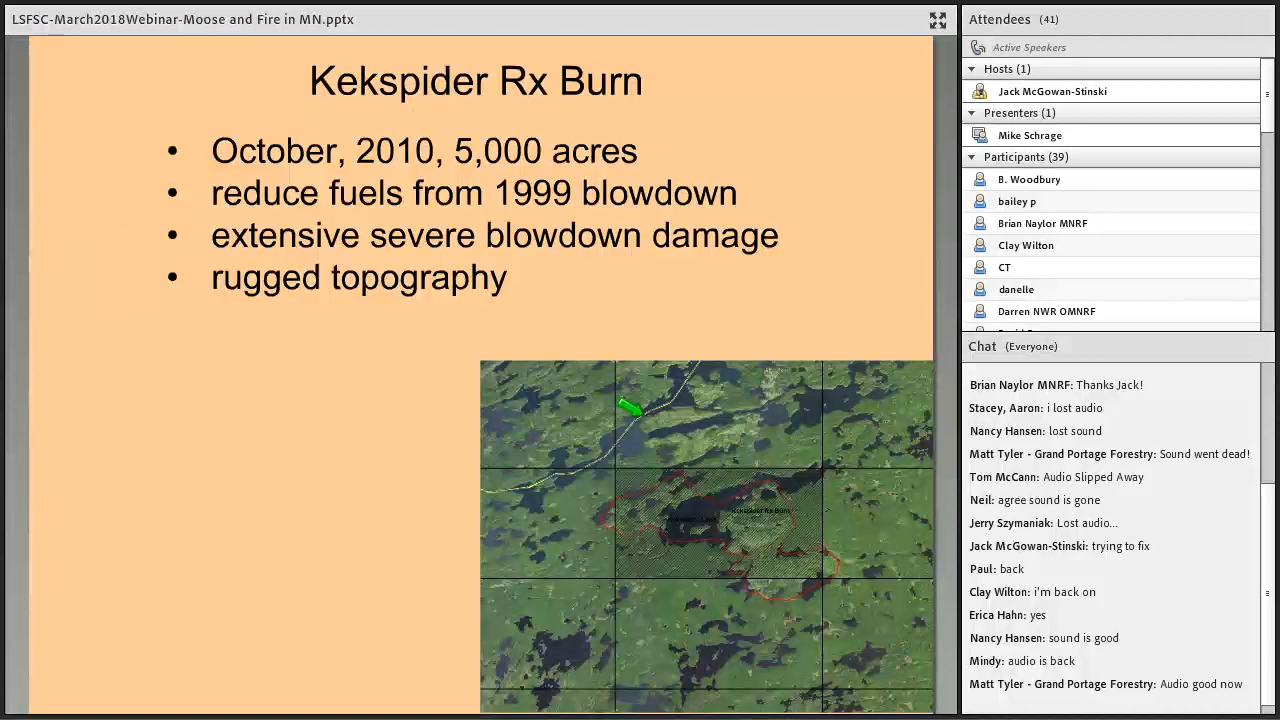 LSFSC-March2018Webinar-Moose and Fire in MN.pptx
Kekspider Rx Burn
• October, 2010, 5,000 acres
• reduce fuels from 1999 blowdown
• extensive severe blowdown damage
• rugged topography
Kekspider Rx Burn
Attendees (41)
Active Speakers
Hosts (1)
Jack McGowan-Stinski
Presenters (1)
Mike Schrage
Participants (39)
B. Woodbury
bailey p
Brian Naylor MNRF
Clay Wilton
CT
danelle
Darren NWR OMNRF
Chat (Everyone)
Brian Naylor MNRF: Thanks Jack!
Stacey, Aaron: i lost audio
Nancy Hansen: lost sound
Matt Tyler - Grand Portage Forestry: Sound went dead!
Tom McCann: Audio Slipped Away
Neil: agree sound is gone
Jerry Szymaniak: Lost audio...
Jack McGowan-Stinski: trying to fix
Paul: back
Clay Wilton: i'm back on
Erica Hahn: yes
Nancy Hansen: sound is good
Mindy: audio is back
Matt Tyler - Grand Portage Forestry: Audio good now